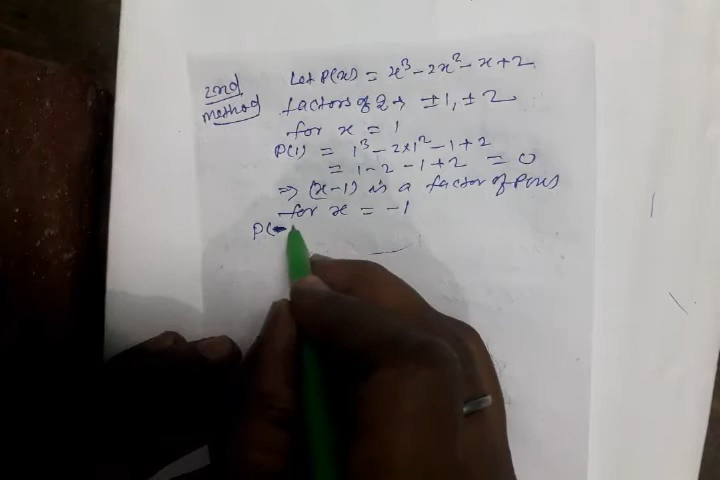 2nd method
Let P(x) = x³ - 2x² - x + 2
factors of 2 ±1, ±2
for x = 1
P(1) = 1³ - 2×1² - 1 + 2
= 1 - 2 - 1 + 2 = 0
⇒ (x-1) is a factor of P(x)
for x = -1
P(-